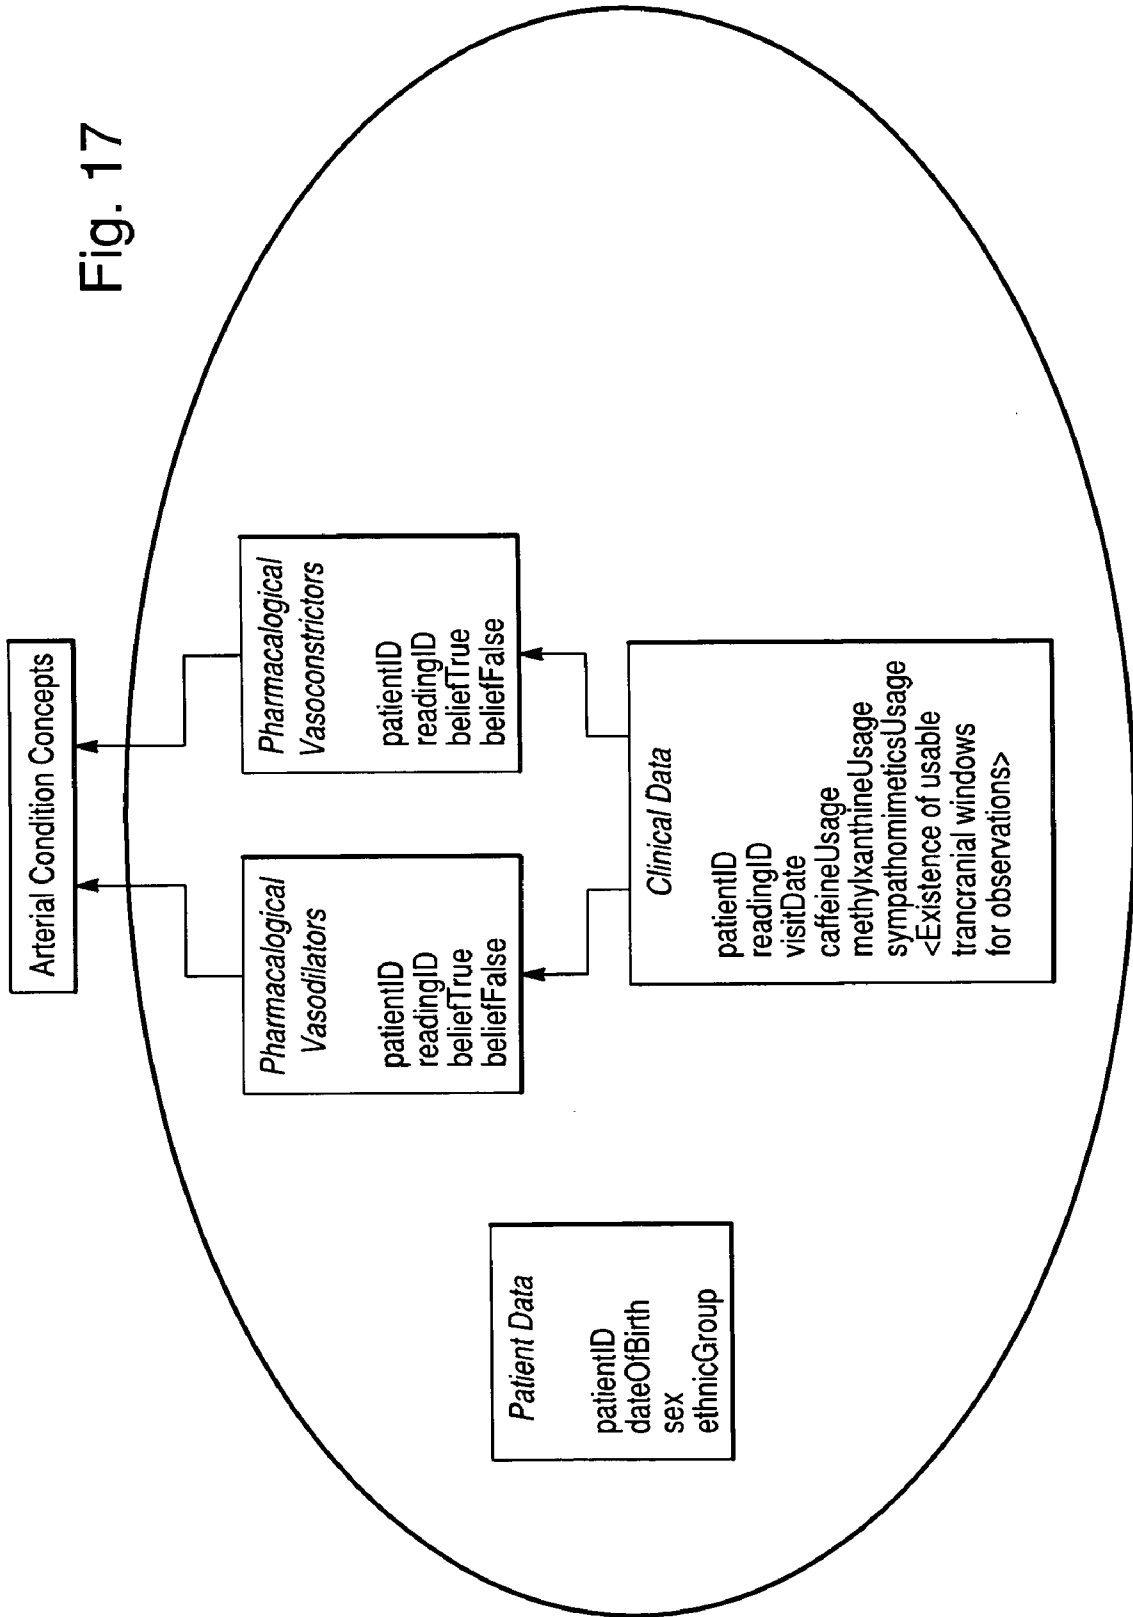 Fig. 17
Arterial Condition Concepts
Pharmacalogical
Vasodilators
patientID
readingID
beliefTrue
beliefFalse
Pharmacalogical
Vasoconstrictors
patientID
readingID
beliefTrue
beliefFalse
Patient Data
patientID
dateOfBirth
sex
ethnicGroup
Clinical Data
patientID
readingID
visitDate
caffeineUsage
methylxanthineUsage
sympathomimeticsUsage
<Existence of usable
trancranial windows
for observations>